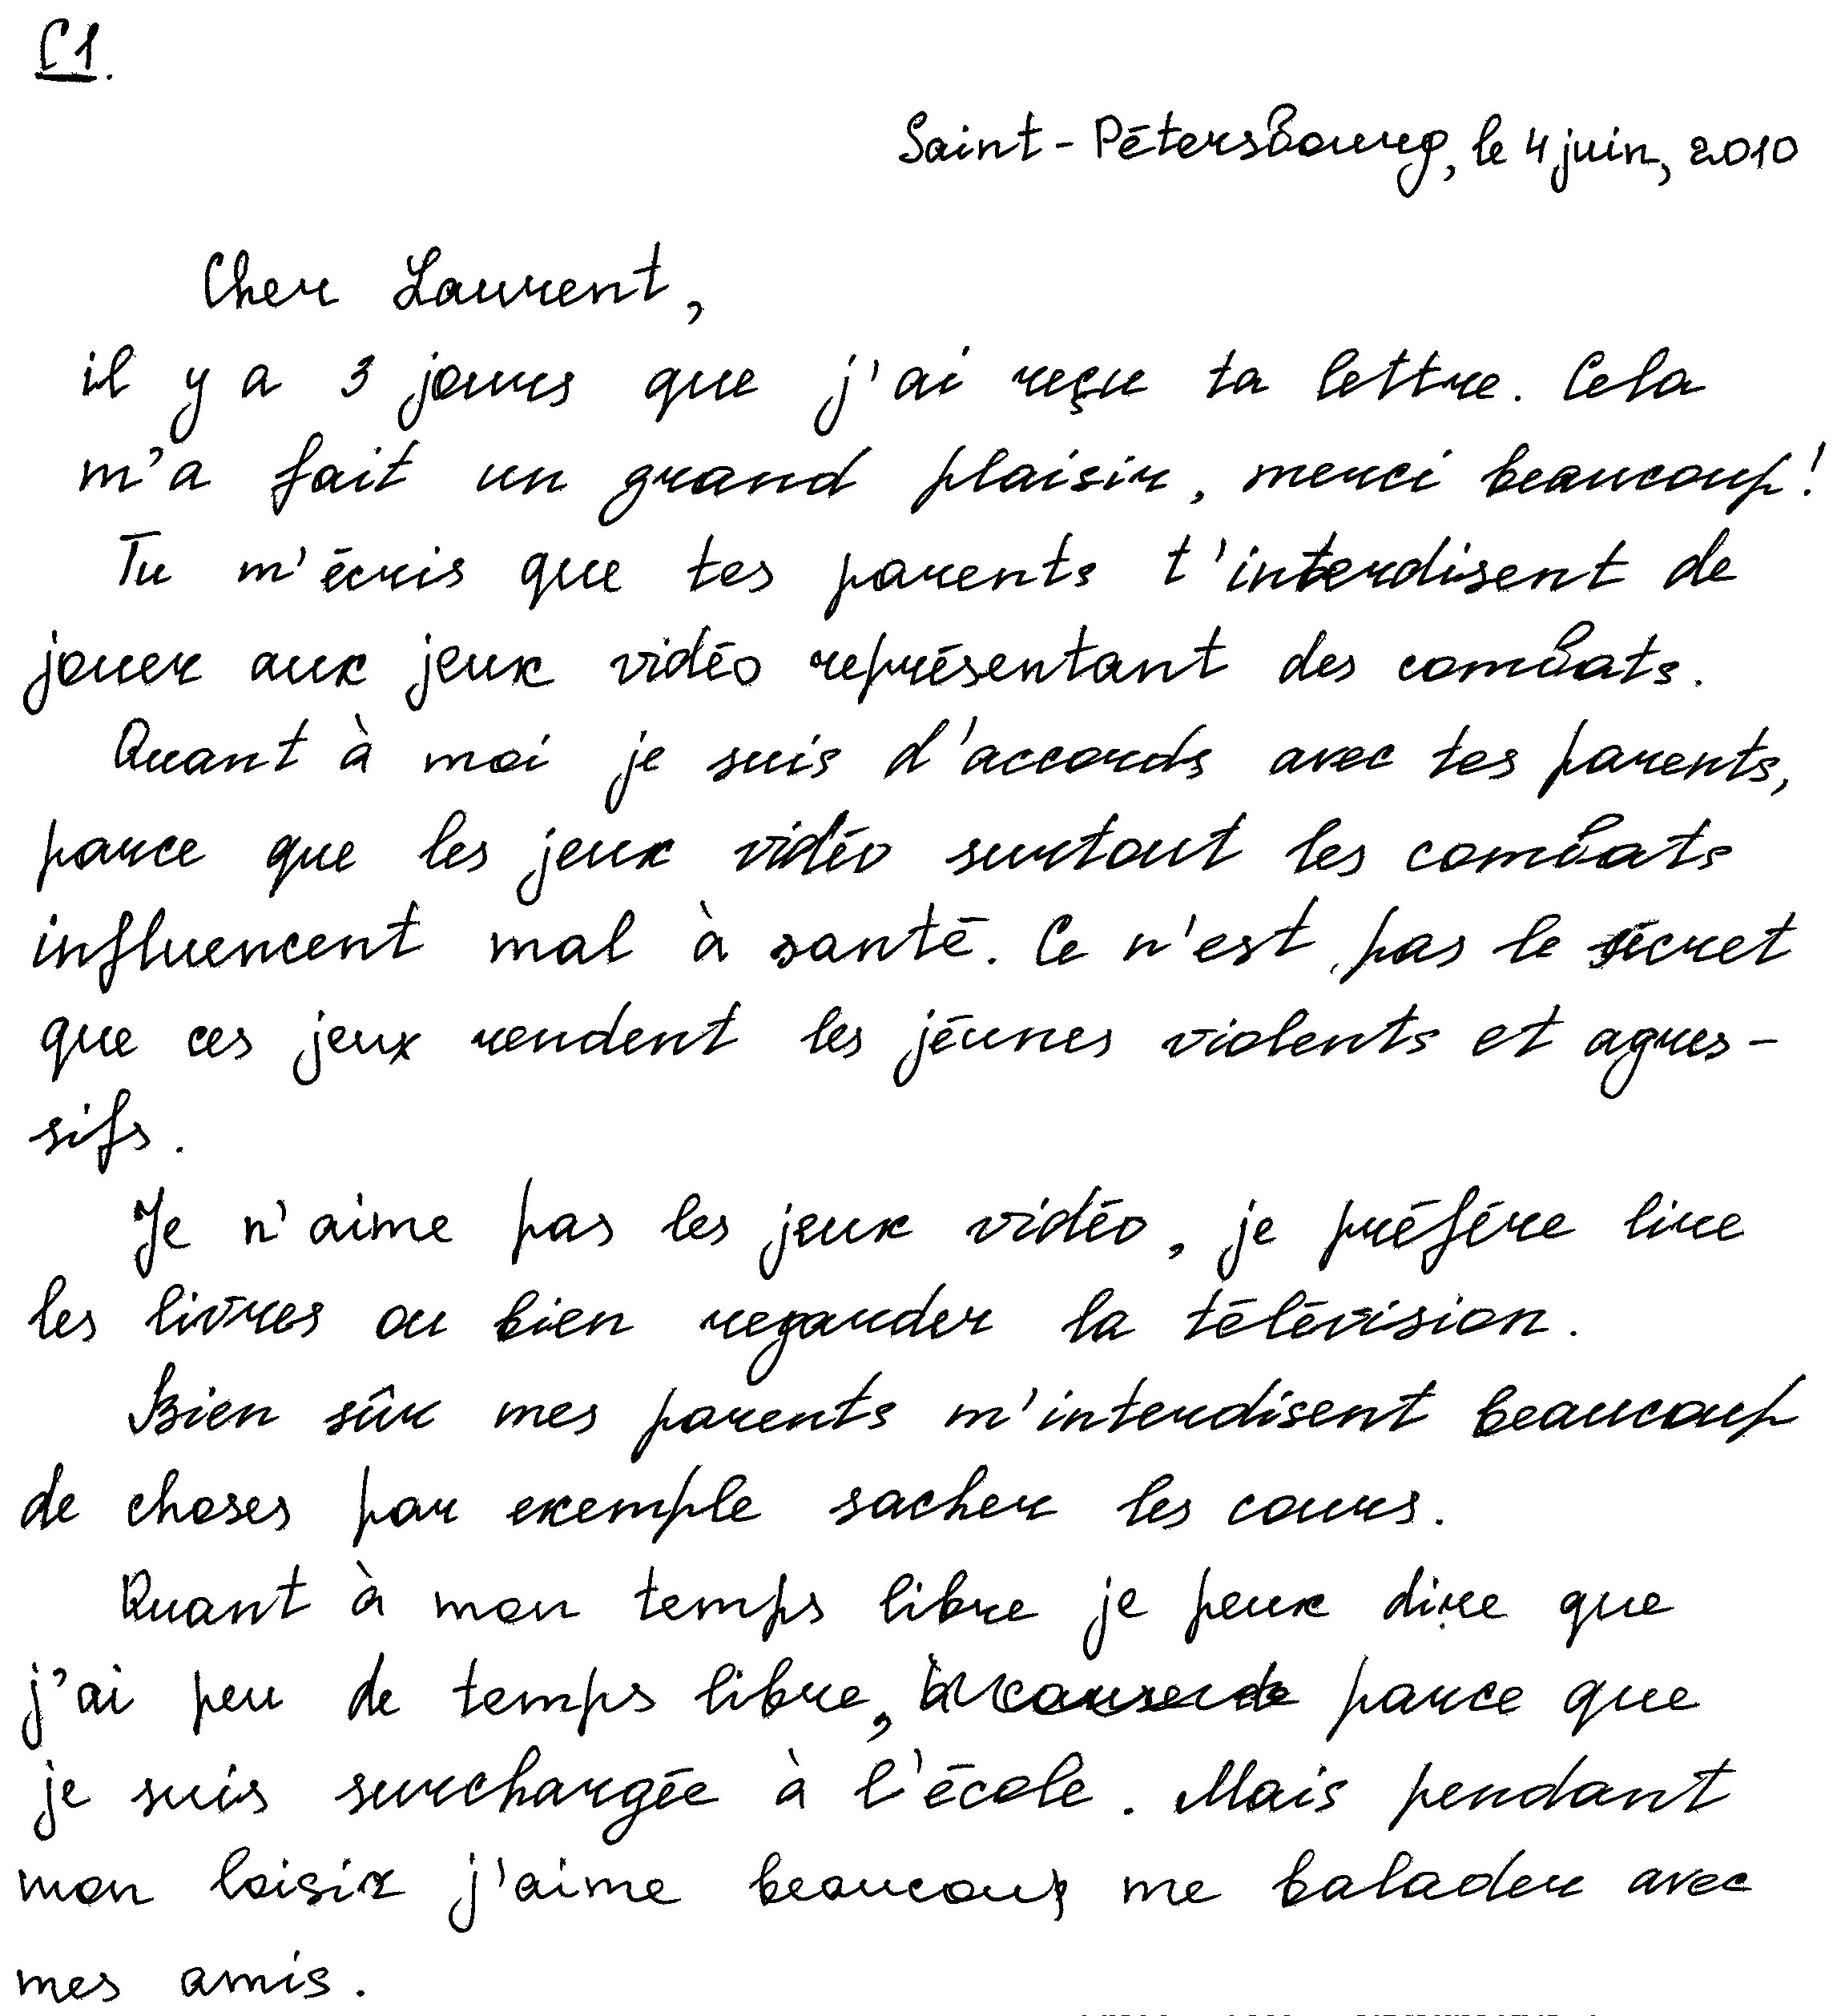 C1.
Saint-Pétersbourg, le 4 juin, 2010
Cher Laurent,
il y a 3 jours que j'ai reçu ta lettre. Cela
m'a fait un grand plaisir, merci beaucoup!
Tu m'écris que tes parents t'interdisent de
jouer aux jeux vidéo représentant des combats.
Quant à moi je suis d'accords avec tes parents,
parce que les jeux vidéo surtout les combats
influencent mal à santé. Ce n'est pas le sécret
que ces jeux rendent les jéunes violents et agres-
sifs.
Je n'aime pas les jeux vidéo, je préfére lire
les livres ou bien regarder la télévision.
Bien sûr mes parents m'interdisent beaucoup
de choses par exemple sacher les cours.
Quant à mon temps libre je peux dire que
j'ai peu de temps libre, parce que
je suis surchargée à l'école. Mais pendant
mon loisir j'aime beaucoup me balader avec
mes amis.